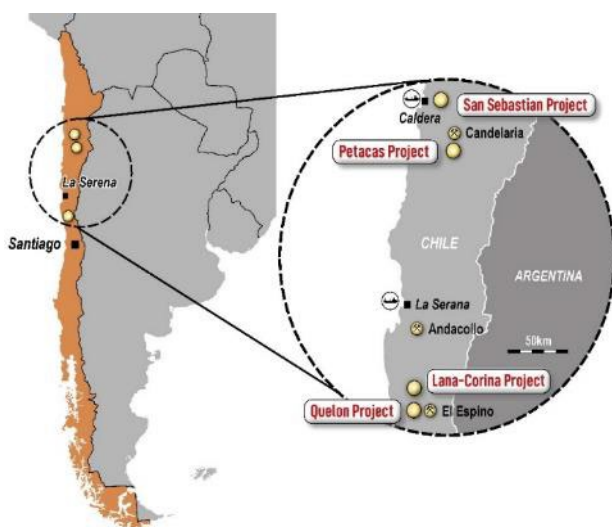 La Serena
Santiago
San Sebastian Project
Caldera
Candelaria
Petacas Project
CHILE
ARGENTINA
La Serana
Andacollo
50km
Lana-Corina Project
Quelon Project
El Espino